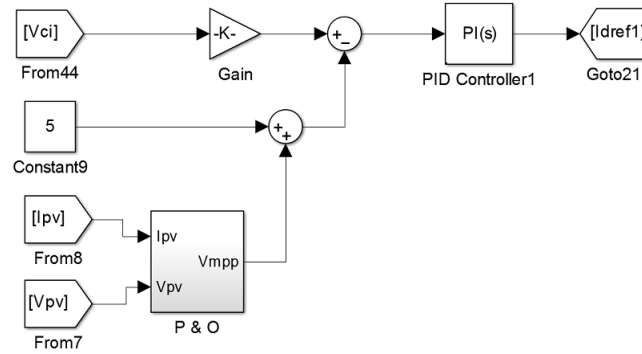 [Vci]
From44
-K-
Gain
+
−
PI(s)
PID Controller1
[Idref1]
Goto21
5
Constant9
+
+
[Ipv]
From8
[Vpv]
From7
Ipv
Vpv
Vmpp
P & O